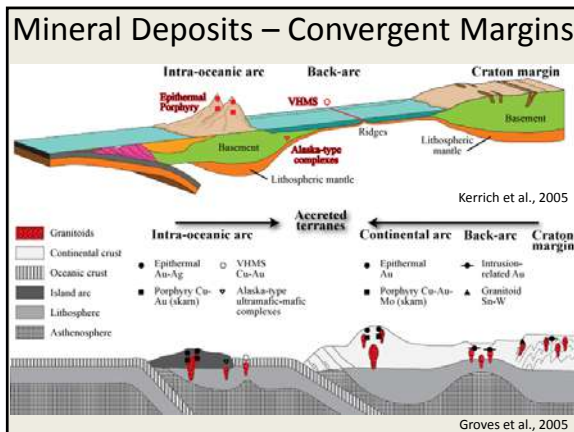 Mineral Deposits – Convergent Margins
Intra-oceanic arc
Back-arc
Craton margin
Epithermal
Porphyry
VHMS
Basement
Ridges
Basement
Alaska-type
complexes
Lithospheric
mantle
Lithospheric mantle
Kerrich et al., 2005
Accreted
terranes
Granitoids
Continental crust
Oceanic crust
Island arc
Lithosphere
Asthenosphere
Intra-oceanic arc
Epithermal
Au-Ag
VHMS
Cu-Au
Porphyry Cu-
Au (skarn)
Alaska-type
ultramafic-mafic
complexes
Continental arc
Back-arc
Craton
margin
Epithermal
Au
Intrusion-
related Au
Porphyry Cu-Au-
Mo (skarn)
Granitoid
Sn-W
Groves et al., 2005